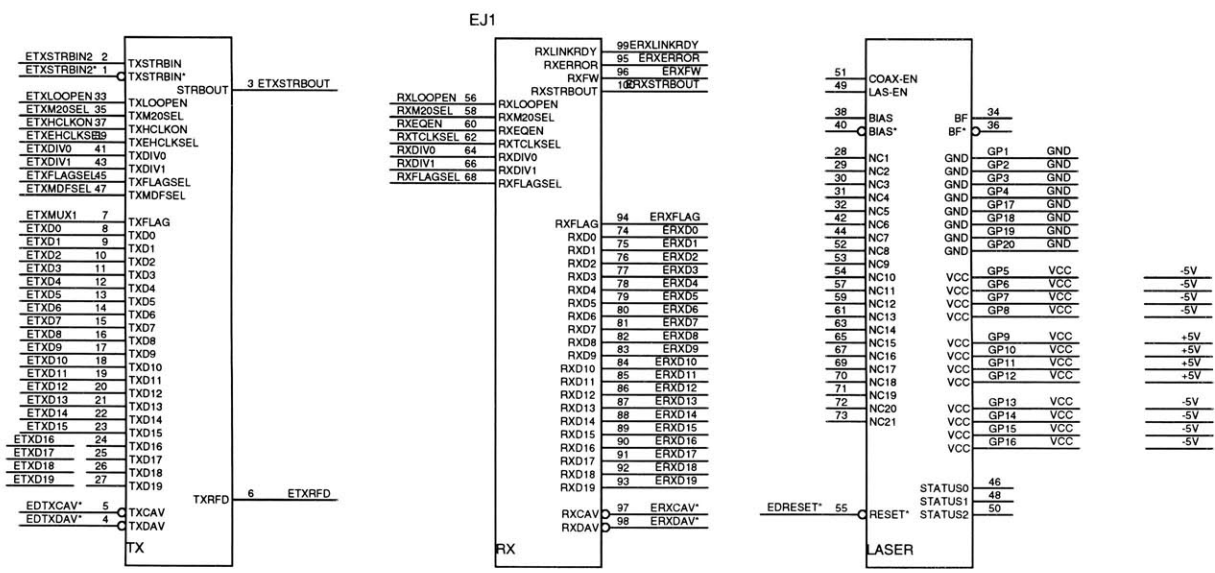 EJ1
ETXSTRBIN2 2 TXSTRBIN
ETXSTRBIN2* 1 TXSTRBIN*
STRBOUT 3 ETXSTRBOUT
ETXLOOPEN 33 TXLOOPEN
ETXM20SEL 35 TXM20SEL
ETXHCLKON 37 TXHCLKON
ETXEHCLKSEL 39 TXEHCLKSEL
ETXDIV0 41 TXDIV0
ETXDIV1 43 TXDIV1
ETXFLAGSEL 45 TXFLAGSEL
ETXMDFSEL 47 TXMDFSEL
ETXMUX1 7 TXFLAG
ETXD0 8 TXD0
ETXD1 9 TXD1
ETXD2 10 TXD2
ETXD3 11 TXD3
ETXD4 12 TXD4
ETXD5 13 TXD5
ETXD6 14 TXD6
ETXD7 15 TXD7
ETXD8 16 TXD8
ETXD9 17 TXD9
ETXD10 18 TXD10
ETXD11 19 TXD11
ETXD12 20 TXD12
ETXD13 21 TXD13
ETXD14 22 TXD14
ETXD15 23 TXD15
ETXD16 24 TXD16
ETXD17 25 TXD17
ETXD18 26 TXD18
ETXD19 27 TXD19
TXRFD 6 ETXRFD
EDTXCAV* 5 TXCAV
EDTXDAV* 4 TXDAV
TX
RXLINKRDY 99 ERXLINKRDY
RXERROR 95 ERXERROR
RXFW 96 ERXFW
RXSTRBOUT 100 ERXSTRBOUT
RXLOOPEN 56 RXLOOPEN
RXM20SEL 58 RXM20SEL
RXEQEN 60 RXEQEN
RXTCLKSEL 62 RXTCLKSEL
RXDIV0 64 RXDIV0
RXDIV1 66 RXDIV1
RXFLAGSEL 68 RXFLAGSEL
RXFLAG 94 ERXFLAG
RXD0 74 ERXD0
RXD1 75 ERXD1
RXD2 76 ERXD2
RXD3 77 ERXD3
RXD4 78 ERXD4
RXD5 79 ERXD5
RXD6 80 ERXD6
RXD7 81 ERXD7
RXD8 82 ERXD8
RXD9 83 ERXD9
RXD10 84 ERXD10
RXD11 85 ERXD11
RXD12 86 ERXD12
RXD13 87 ERXD13
RXD14 88 ERXD14
RXD15 89 ERXD15
RXD16 90 ERXD16
RXD17 91 ERXD17
RXD18 92 ERXD18
RXD19 93 ERXD19
RXCAV 97 ERXCAV*
RXDAV 98 ERXDAV*
RX
51 COAX-EN
49 LAS-EN
38 BIAS BF 34
40 BIAS* BF* 36
28 NC1 GND GP1 GND
29 NC2 GND GP2 GND
30 NC3 GND GP3 GND
31 NC4 GND GP4 GND
32 NC5 GND GP17 GND
42 NC6 GND GP18 GND
44 NC7 GND GP19 GND
52 NC8 GND GP20 GND
53 NC9
54 NC10 VCC GP5 VCC -5V
57 NC11 VCC GP6 VCC -5V
59 NC12 VCC GP7 VCC -5V
61 NC13 VCC GP8 VCC -5V
63 NC14
65 NC15 VCC GP9 VCC +5V
67 NC16 VCC GP10 VCC +5V
69 NC17 VCC GP11 VCC +5V
70 NC18 VCC GP12 VCC +5V
71 NC19
72 NC20 VCC GP13 VCC -5V
73 NC21 VCC GP14 VCC -5V
VCC GP15 VCC -5V
VCC GP16 VCC -5V
STATUS0 46
STATUS1 48
EDRESET* 55 RESET* STATUS2 50
LASER